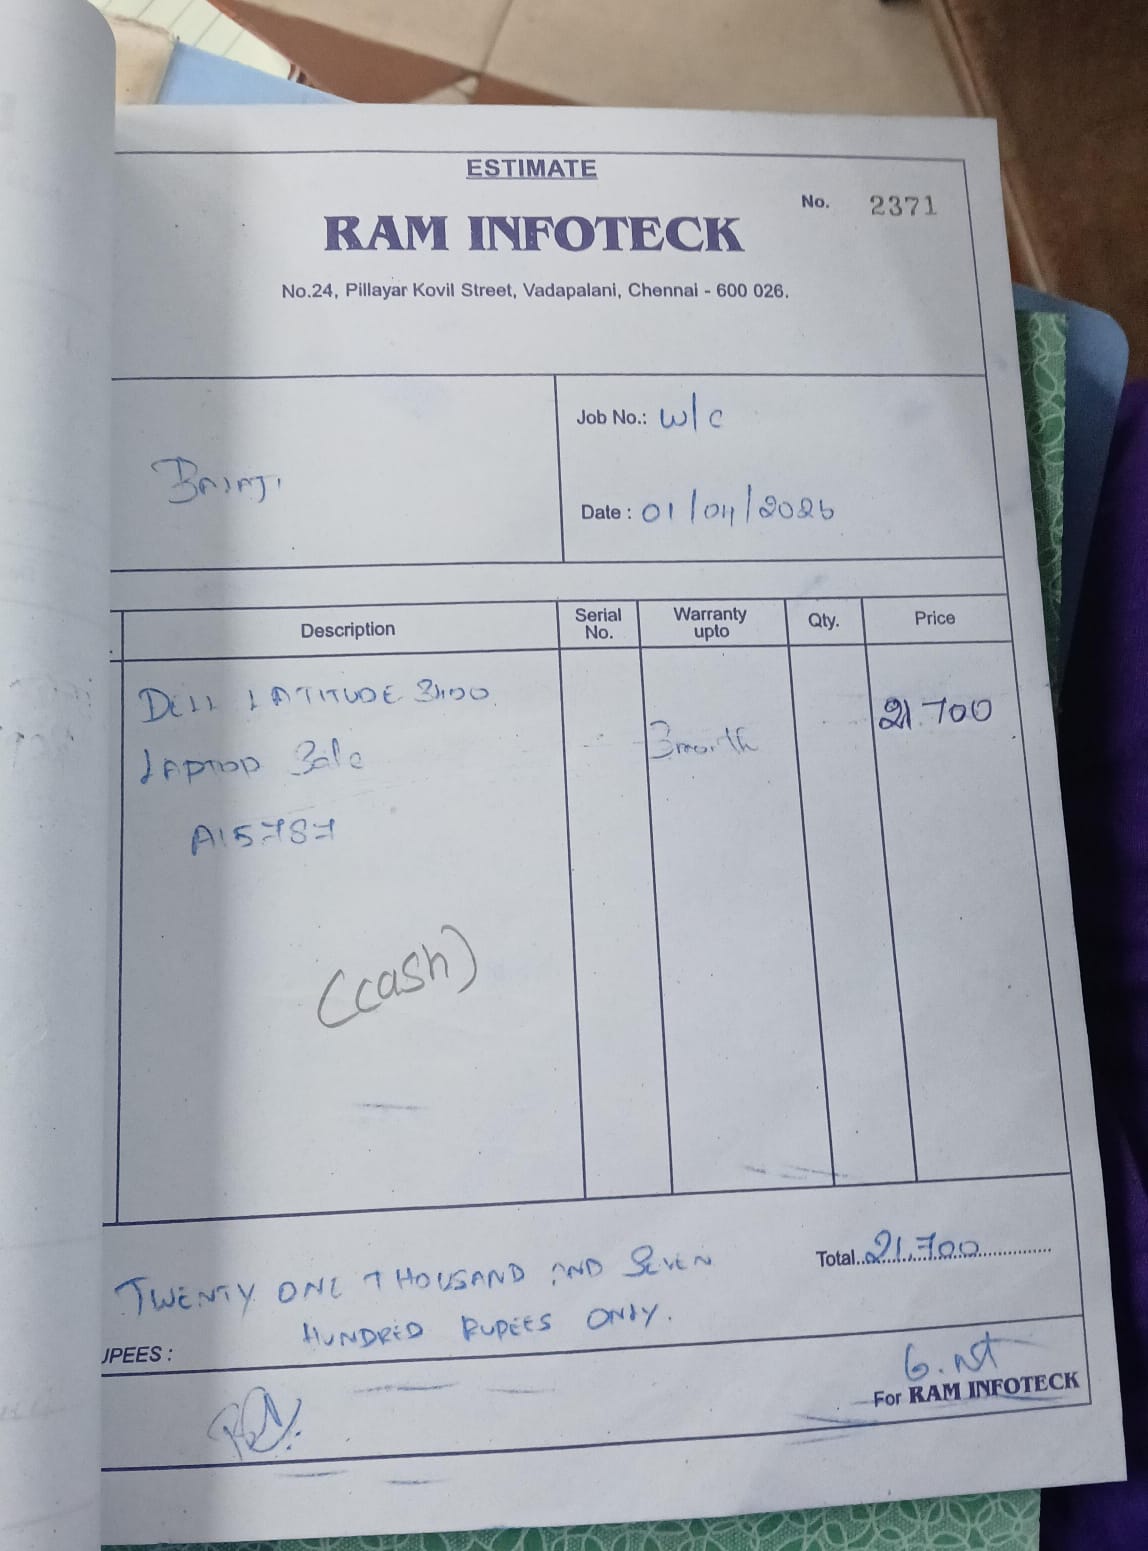 ESTIMATE
No. 2371
RAM INFOTECK
No.24, Pillayar Kovil Street, Vadapalani, Chennai - 600 026.
Job No.: w/c
Balaji
Date : 01/04/2026
Description Serial No. Warranty upto Qty. Price
DELL LATITUDE 3400 21.700
LAPTOP Sale 3month
A15787
(cash)
Total..21,700
TWENTY ONE THOUSAND AND SEVEN
HUNDRED RUPEES ONLY.
UPEES :
For RAM INFOTECK